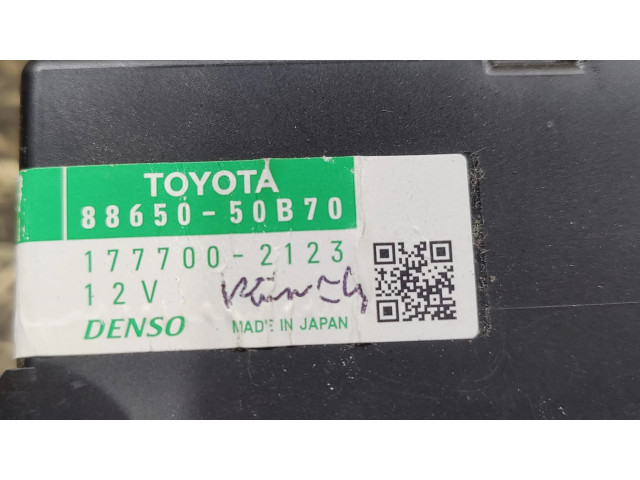 TOYOTA
88650-50B70
177700-2123
12V
DENSO MADE IN JAPAN